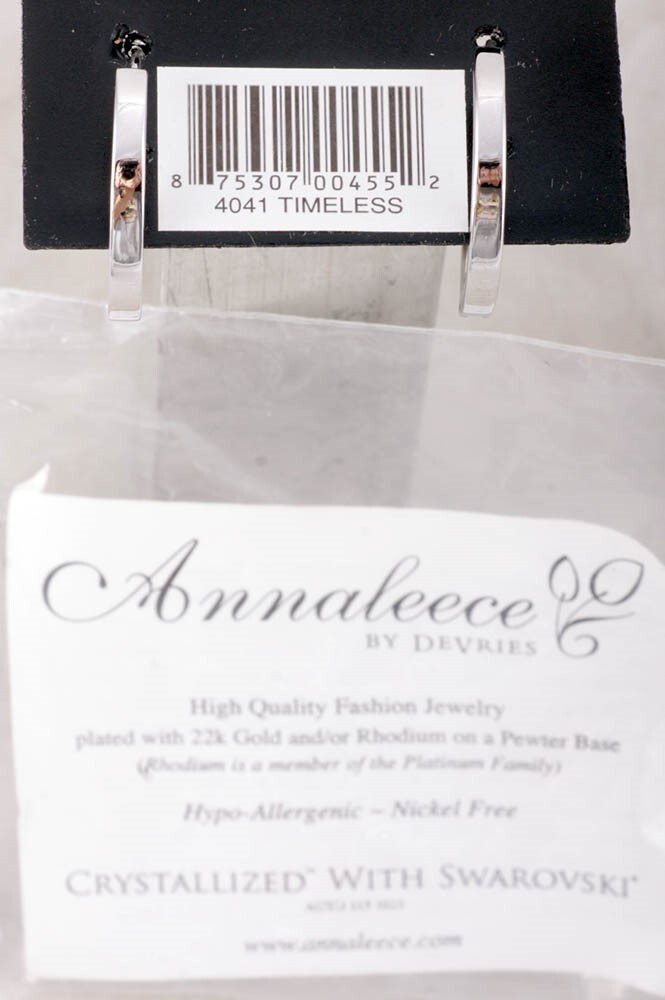 8 75307 00455 2
4041 TIMELESS
Annaleece
BY DEVRIES
High Quality Fashion Jewelry
plated with 22k Gold and/or Rhodium on a Pewter Base
(Rhodium is a member of the Platinum Family)
Hypo-Allergenic – Nickel Free
CRYSTALLIZED™ WITH SWAROVSKI®
www.annaleece.com